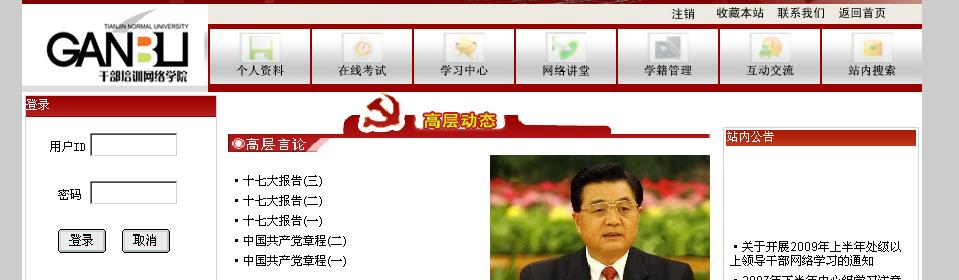 注销 收藏本站 联系我们 返回首页
TIANJIN NORMAL UNIVERSITY
GANBU
干部培训网络学院
个人资料 在线考试 学习中心 网络讲堂 学籍管理 互动交流 站内搜索
登录
用户ID
密码
登录 取消
高层动态
高层言论
十七大报告(三)
十七大报告(二)
十七大报告(一)
中国共产党章程(二)
中国共产党章程(一)
站内公告
关于开展2009年上半年处级以
上领导干部网络学习的通知
2007年下半年中心组学习读章